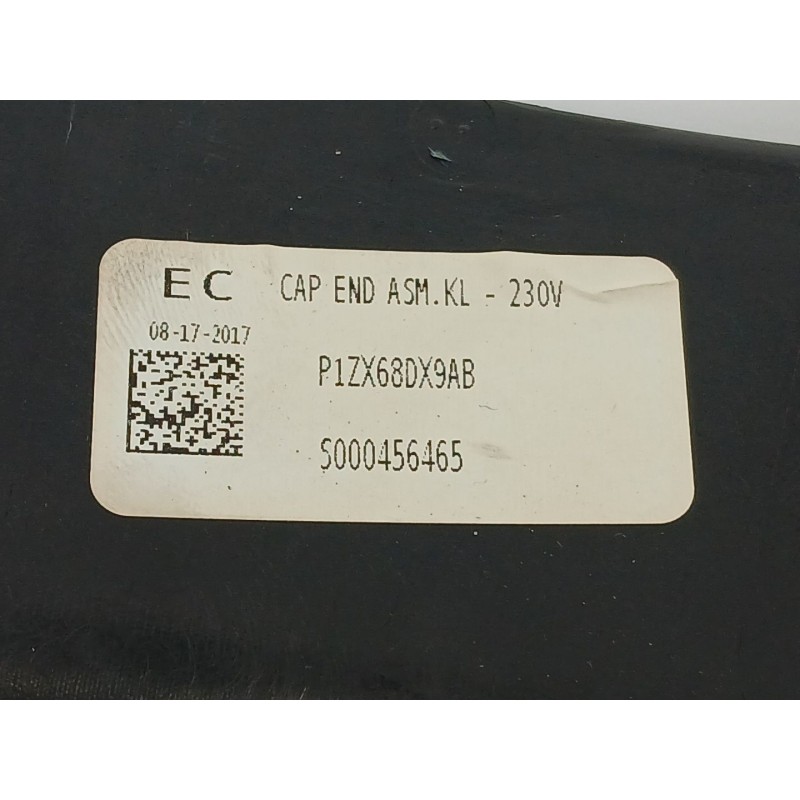 EC CAP END ASM.KL - 230V
08-17-2017
P1ZX68DX9AB
S000456465